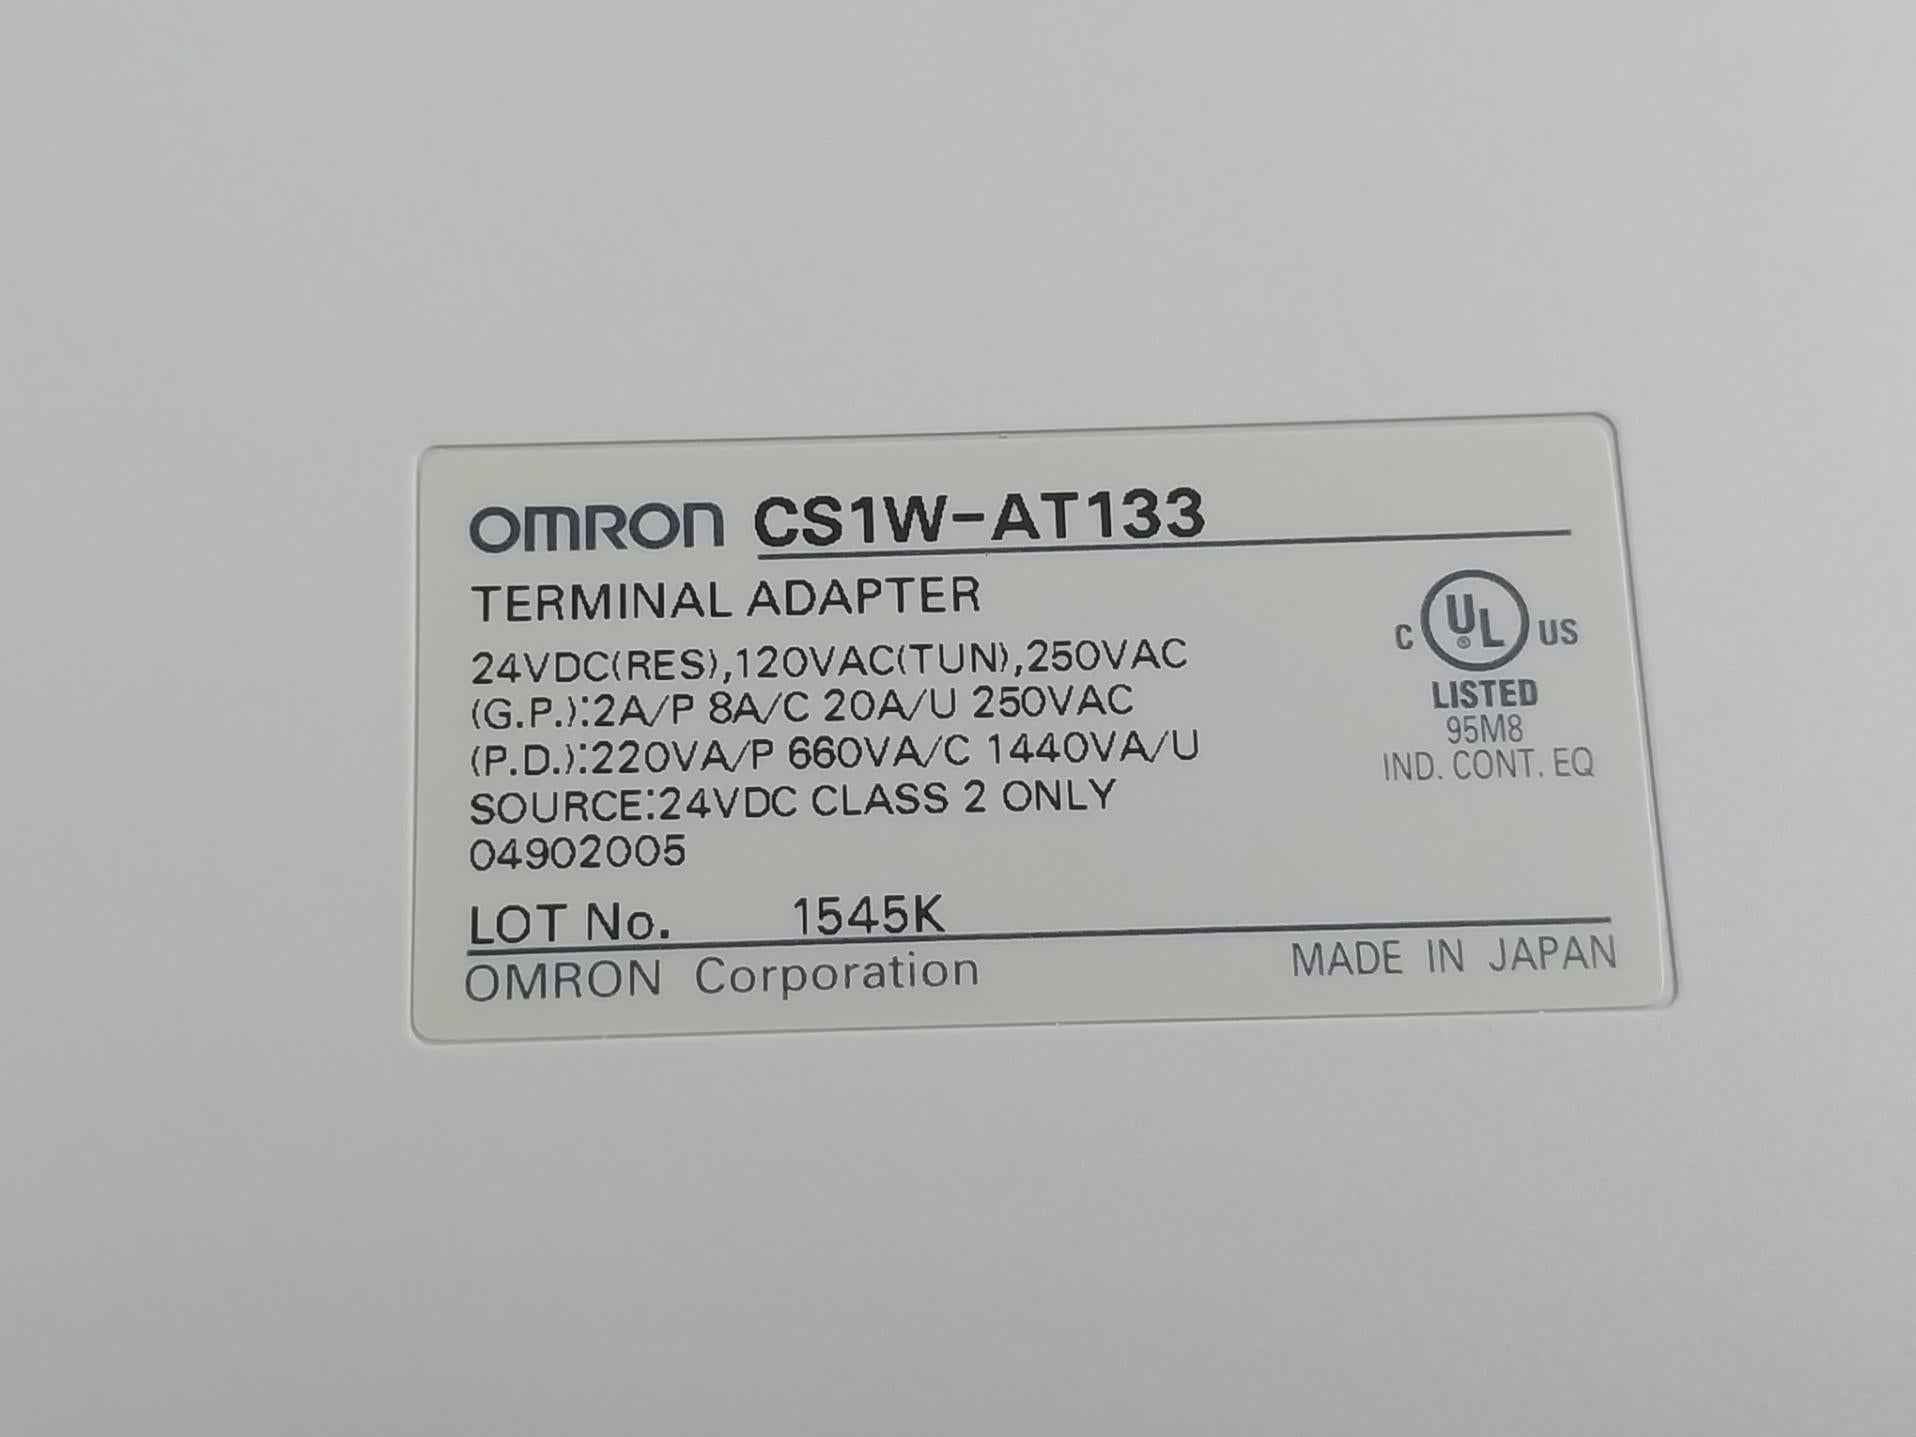 OMRON CS1W-AT133
TERMINAL ADAPTER
24VDC(RES),120VAC(TUN),250VAC
(G.P.):2A/P 8A/C 20A/U 250VAC
(P.D.):220VA/P 660VA/C 1440VA/U
SOURCE:24VDC CLASS 2 ONLY
04902005
C UL ® US
LISTED
95M8
IND. CONT. EQ
LOT No. 1545K
OMRON Corporation MADE IN JAPAN